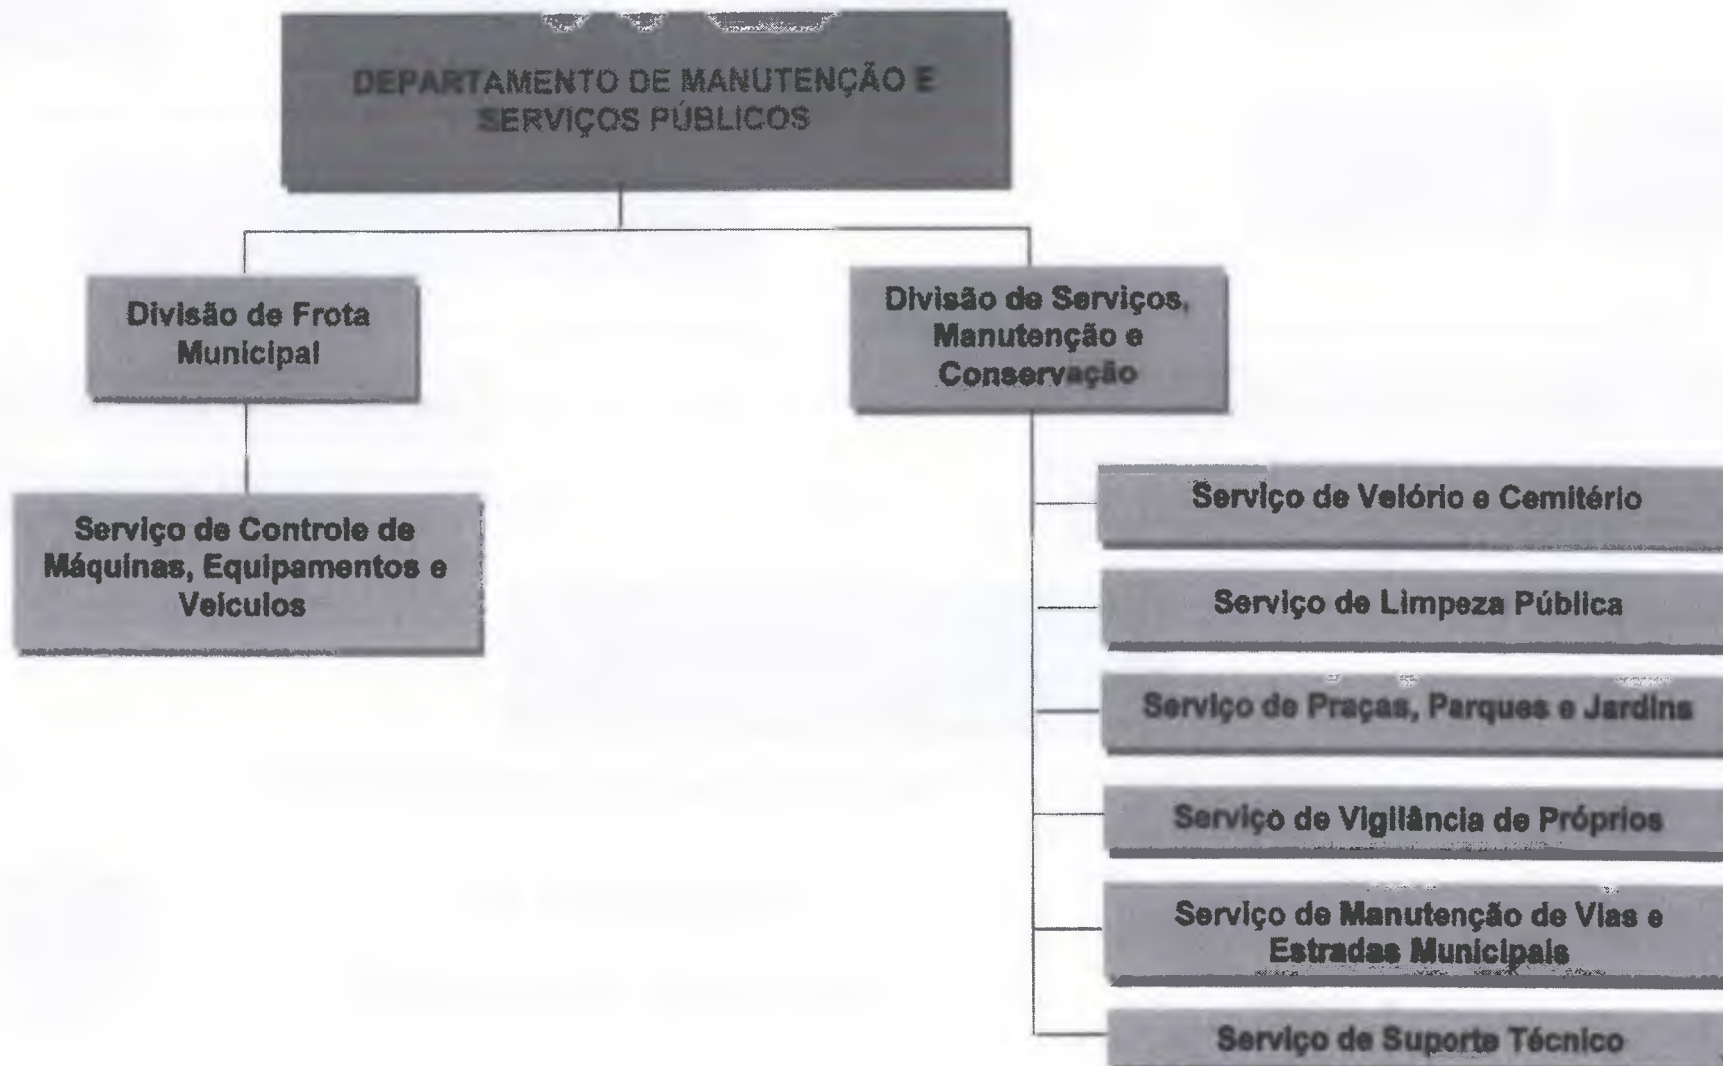 DEPARTAMENTO DE MANUTENÇÃO E
SERVIÇOS PÚBLICOS
Divisão de Frota
Municipal
Divisão de Serviços,
Manutenção e
Conservação
Serviço de Controle de
Máquinas, Equipamentos e
Veículos
Serviço de Velório e Cemitério
Serviço de Limpeza Pública
Serviço de Praças, Parques e Jardins
Serviço de Vigilância de Próprios
Serviço de Manutenção de Vias e
Estradas Municipais
Serviço de Suporte Técnico